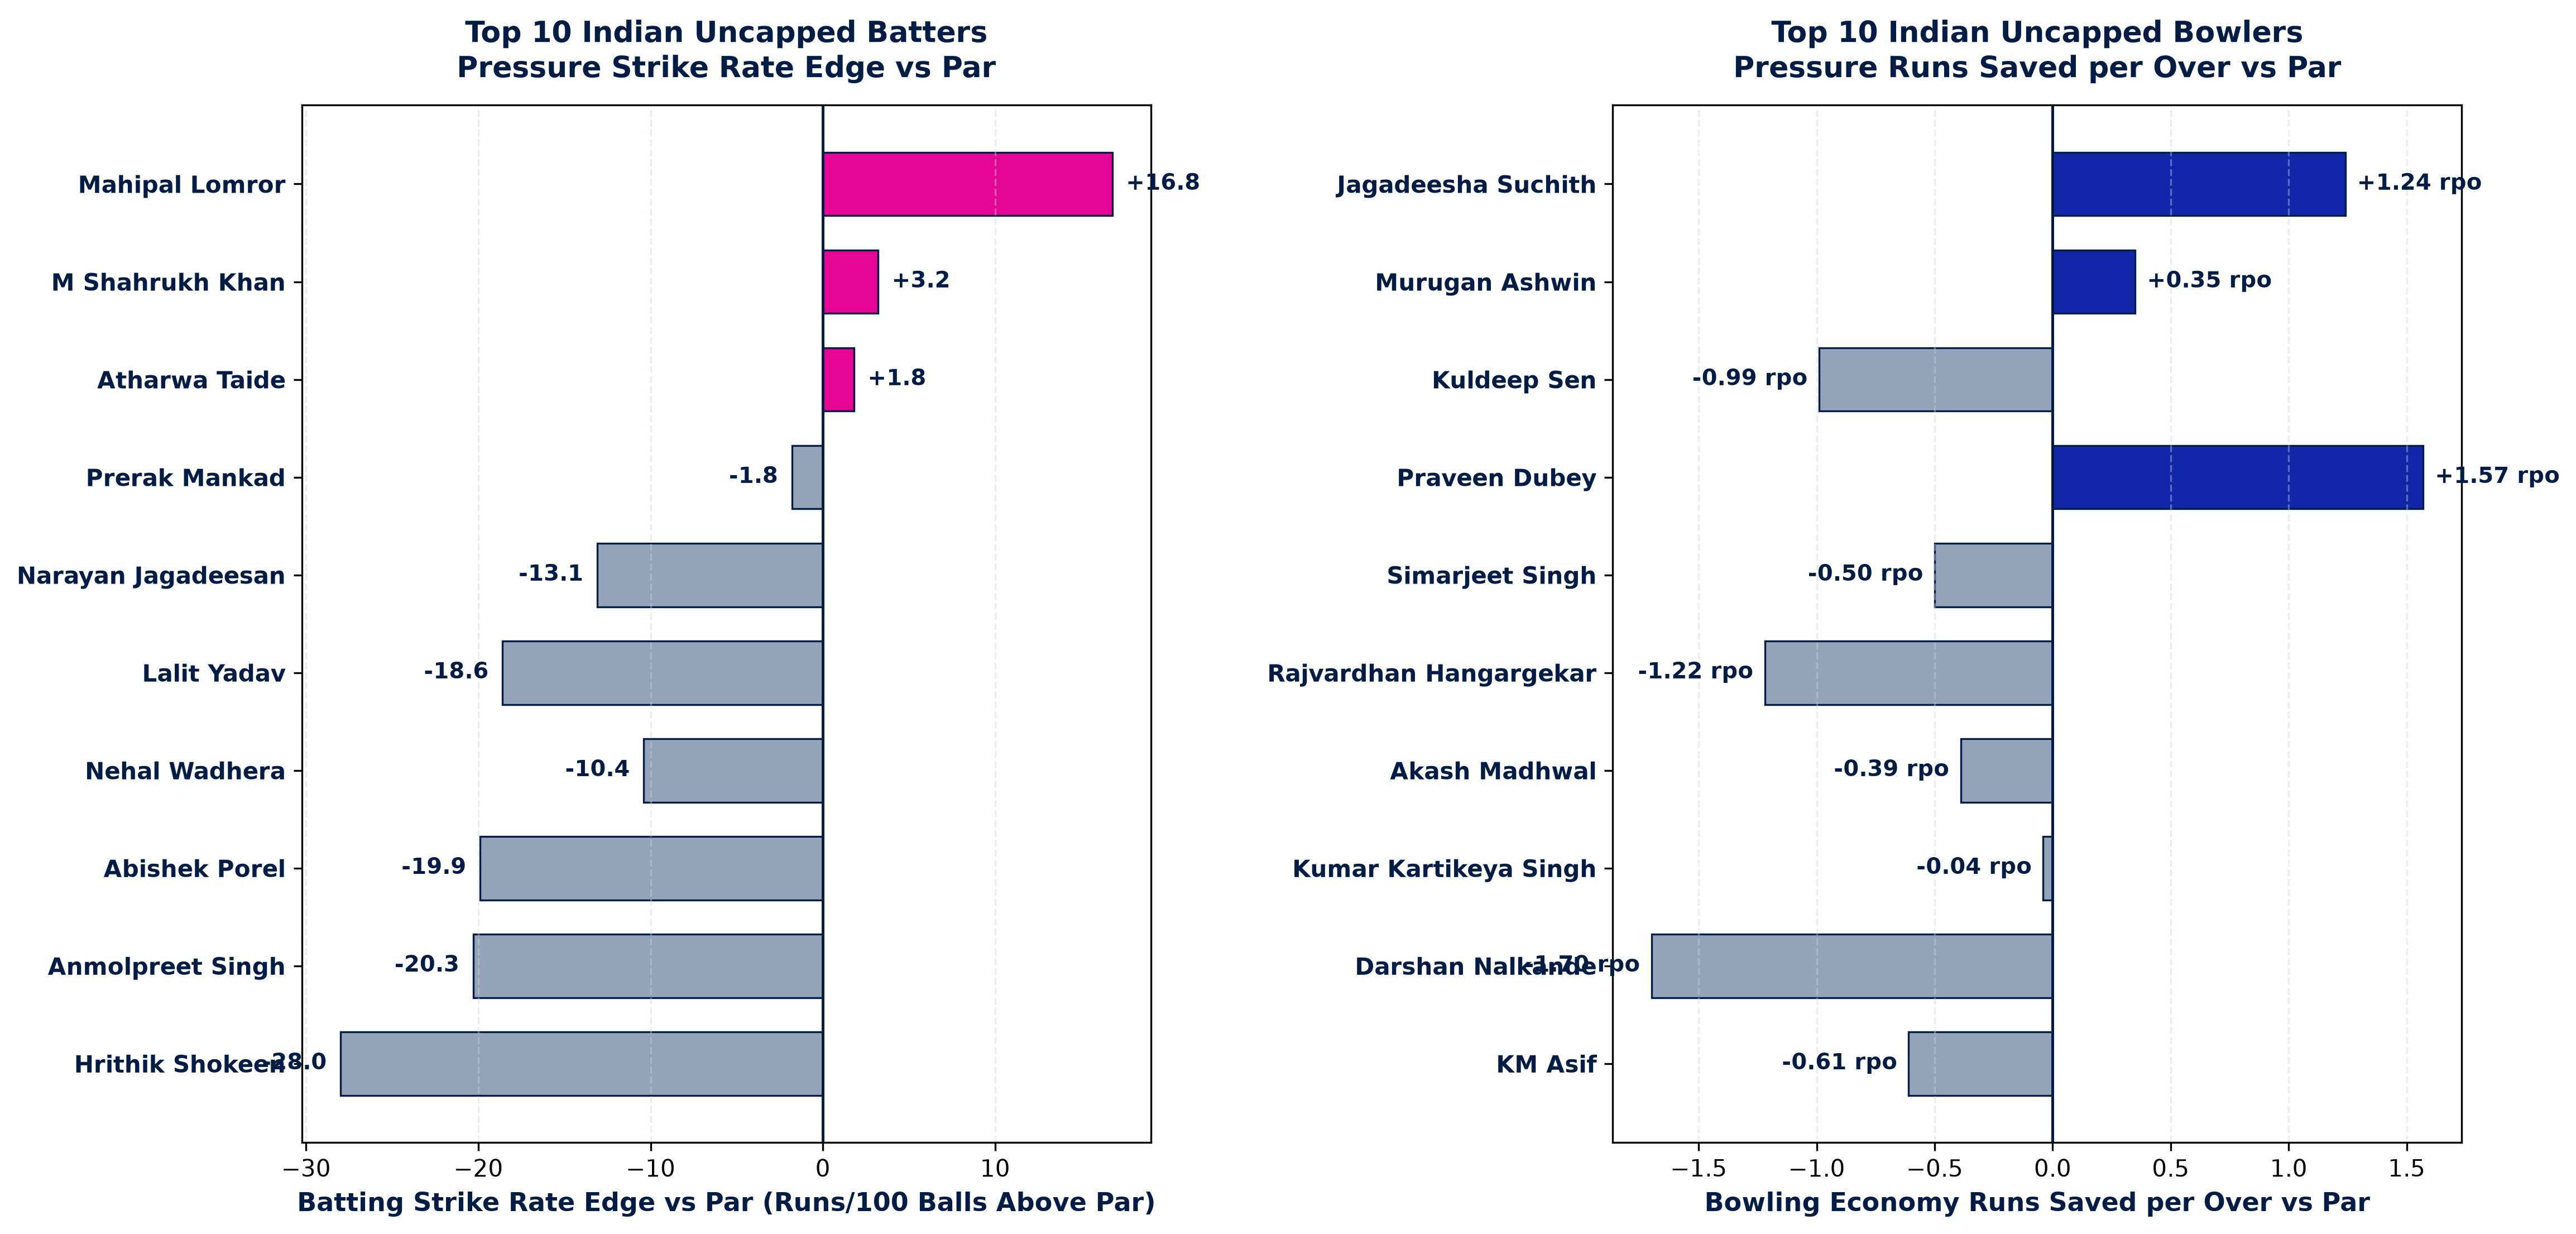 Top 10 Indian Uncapped Batters
Pressure Strike Rate Edge vs Par
Mahipal Lomror
+16.8
M Shahrukh Khan
+3.2
Atharwa Taide
+1.8
Prerak Mankad
-1.8
Narayan Jagadeesan
-13.1
Lalit Yadav
-18.6
Nehal Wadhera
-10.4
Abishek Porel
-19.9
Anmolpreet Singh
-20.3
Hrithik Shokeen
-28.0
−30 −20 −10 0 10
Batting Strike Rate Edge vs Par (Runs/100 Balls Above Par)
Top 10 Indian Uncapped Bowlers
Pressure Runs Saved per Over vs Par
Jagadeesha Suchith
+1.24 rpo
Murugan Ashwin
+0.35 rpo
Kuldeep Sen
-0.99 rpo
Praveen Dubey
+1.57 rpo
Simarjeet Singh
-0.50 rpo
Rajvardhan Hangargekar
-1.22 rpo
Akash Madhwal
-0.39 rpo
Kumar Kartikeya Singh
-0.04 rpo
Darshan Nalkande
-1.70 rpo
KM Asif
-0.61 rpo
−1.5 −1.0 −0.5 0.0 0.5 1.0 1.5
Bowling Economy Runs Saved per Over vs Par